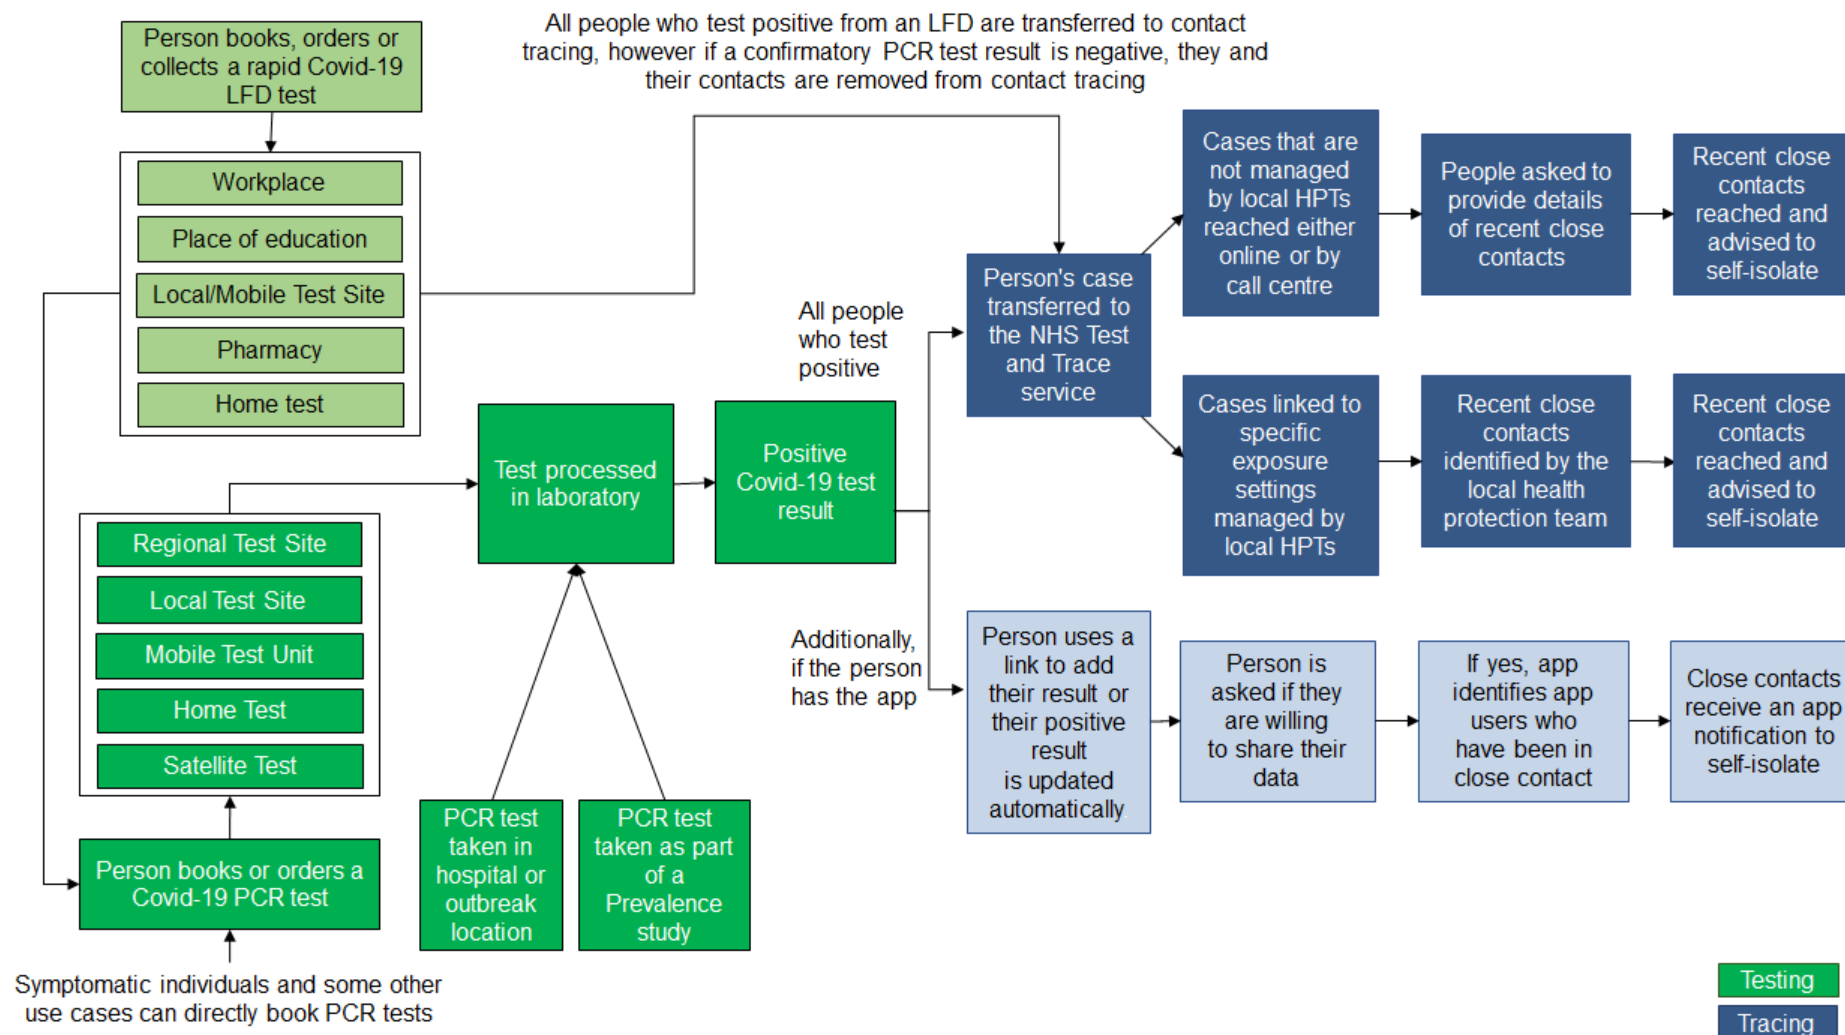 Person books, orders or
collects a rapid Covid-19
LFD test
All people who test positive from an LFD are transferred to contact
tracing, however if a confirmatory PCR test result is negative, they and
their contacts are removed from contact tracing
Workplace
Place of education
Local/Mobile Test Site
Pharmacy
Home test
Regional Test Site
Local Test Site
Mobile Test Unit
Home Test
Satellite Test
Person books or orders a
Covid-19 PCR test
Symptomatic individuals and some other
use cases can directly book PCR tests
Test processed
in laboratory
PCR test
taken in
hospital or
outbreak
location
PCR test
taken as part
of a
Prevalence
study
Positive
Covid-19 test
result
All people
who test
positive
Additionally,
if the person
has the app
Person's case
transferred to
the NHS Test
and Trace
service
Cases that are
not managed
by local HPTs
reached either
online or by
call centre
People asked to
provide details
of recent close
contacts
Recent close
contacts
reached and
advised to
self-isolate
Cases linked to
specific
exposure
settings
managed by
local HPTs
Recent close
contacts
identified by the
local health
protection team
Recent close
contacts
reached and
advised to
self-isolate
Person uses a
link to add
their result or
their positive
result
is updated
automatically
Person is
asked if they
are willing
to share their
data
If yes, app
identifies app
users who
have been in
close contact
Close contacts
receive an app
notification to
self-isolate
Testing
Tracing